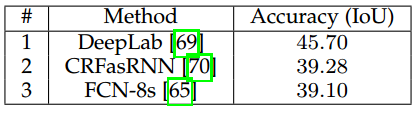 # Method Accuracy (IoU)
1 DeepLab [69] 45.70
2 CRFasRNN [70] 39.28
3 FCN-8s [65] 39.10